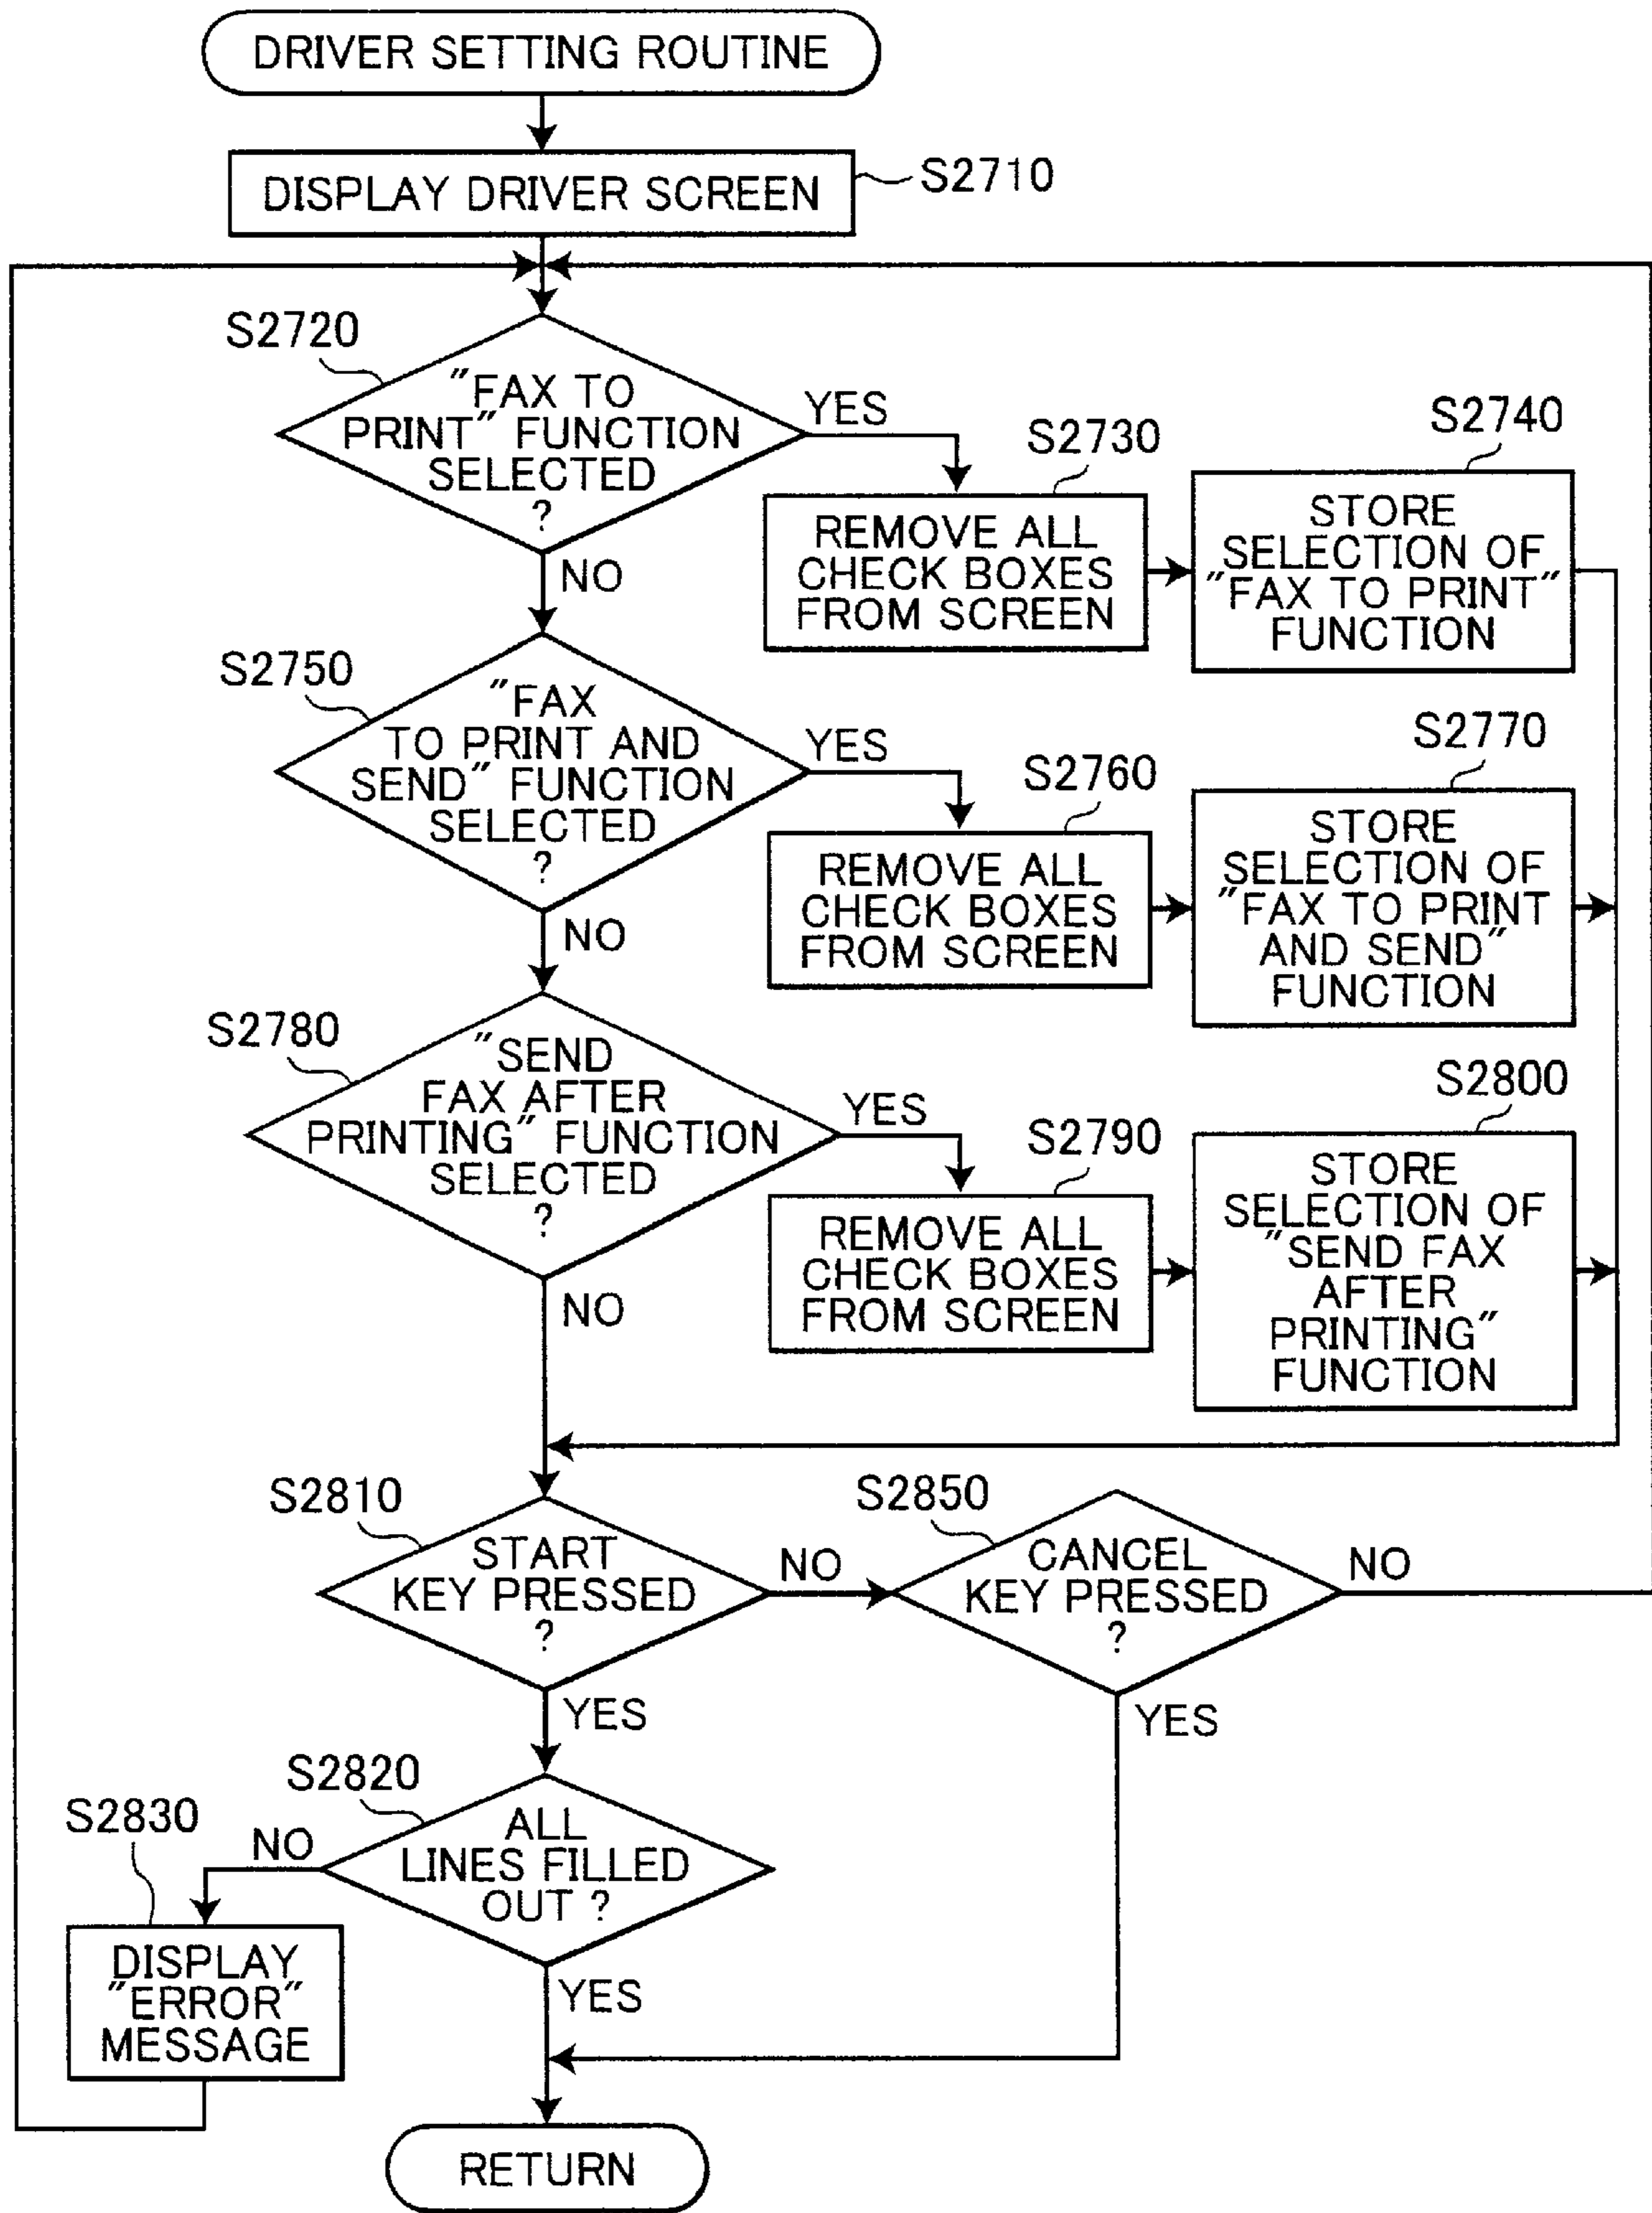 DRIVER SETTING ROUTINE
DISPLAY DRIVER SCREEN
S2710
S2720
"FAX TO
PRINT" FUNCTION
SELECTED
?
YES
NO
S2730
REMOVE ALL
CHECK BOXES
FROM SCREEN
S2740
STORE
SELECTION OF
"FAX TO PRINT"
FUNCTION
S2750
"FAX
TO PRINT AND
SEND" FUNCTION
SELECTED
?
YES
NO
S2760
REMOVE ALL
CHECK BOXES
FROM SCREEN
S2770
STORE
SELECTION OF
"FAX TO PRINT
AND SEND"
FUNCTION
S2780
"SEND
FAX AFTER
PRINTING" FUNCTION
SELECTED
?
YES
NO
S2790
REMOVE ALL
CHECK BOXES
FROM SCREEN
S2800
STORE
SELECTION OF
"SEND FAX
AFTER
PRINTING"
FUNCTION
S2810
START
KEY PRESSED
?
NO
YES
S2850
CANCEL
KEY PRESSED
?
NO
YES
S2820
ALL
LINES FILLED
OUT ?
NO
YES
S2830
DISPLAY
"ERROR"
MESSAGE
RETURN